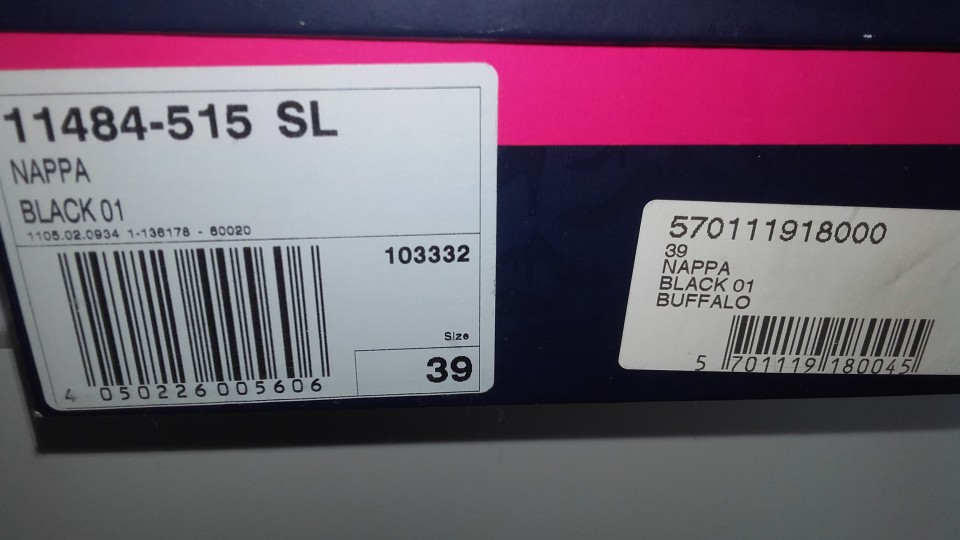 11484-515 SL
NAPPA
BLACK 01
1105.02.0934 1-136178 - 60020
103332
Size
39
4 050226 005606
570111918000
39
NAPPA
BLACK 01
BUFFALO
5 701119 180045